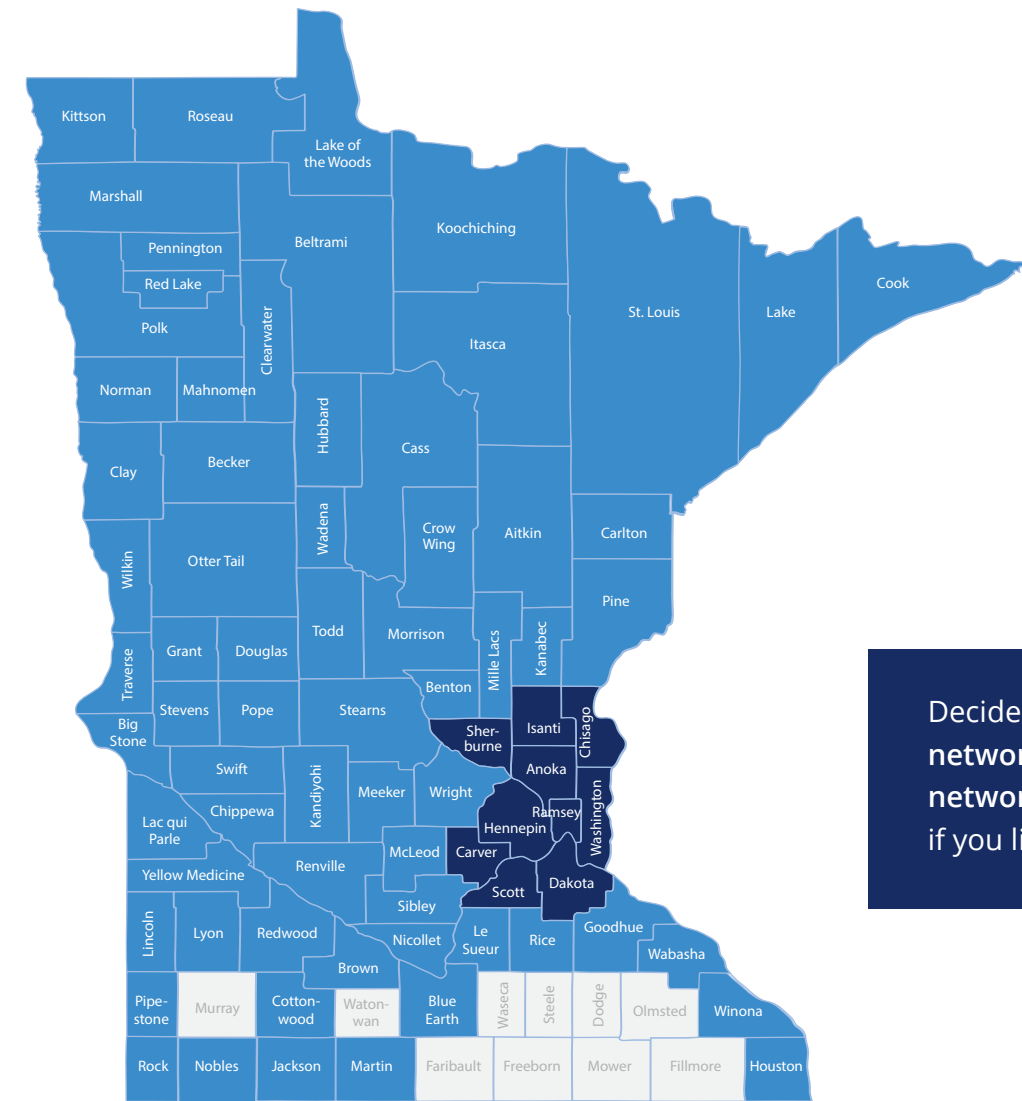 Kittson
Roseau
Lake of
the Woods
Marshall
Koochiching
Beltrami
Pennington
Red Lake
Cook
St. Louis
Lake
Polk
Clearwater
Itasca
Norman
Mahnomen
Hubbard
Cass
Becker
Clay
Wadena
Crow
Wing
Aitkin
Carlton
Otter Tail
Wilkin
Pine
Todd
Morrison
Mille Lacs
Kanabec
Grant
Douglas
Traverse
Benton
Stevens
Pope
Stearns
Big
Stone
Sher-
burne
Isanti
Chisago
Swift
Anoka
Kandiyohi
Meeker
Wright
Chippewa
Ramsey
Hennepin
Washington
Lac qui
Parle
McLeod
Carver
Renville
Yellow Medicine
Scott
Dakota
Sibley
Lincoln
Lyon
Redwood
Nicollet
Le
Sueur
Rice
Goodhue
Wabasha
Brown
Pipe-
stone
Murray
Cotton-
wood
Waton-
wan
Blue
Earth
Waseca
Steele
Dodge
Olmsted
Winona
Rock
Nobles
Jackson
Martin
Faribault
Freeborn
Mower
Fillmore
Houston
Decide
networ
networ
if you li